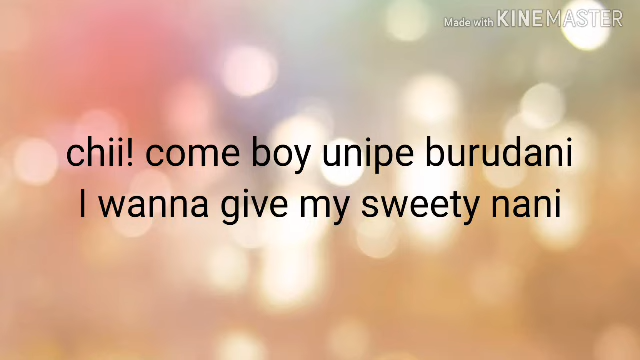 Made with KINEMASTER
chii! come boy unipe burudani
I wanna give my sweety nani